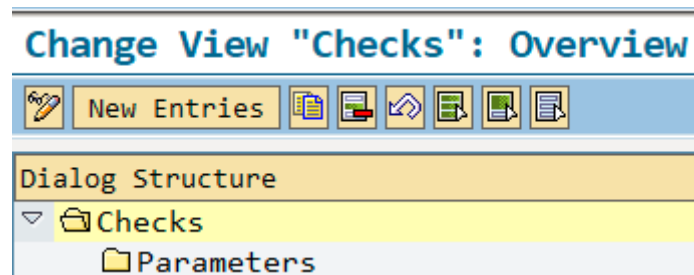 Change View "Checks": Overview
New Entries
Dialog Structure
Checks
Parameters